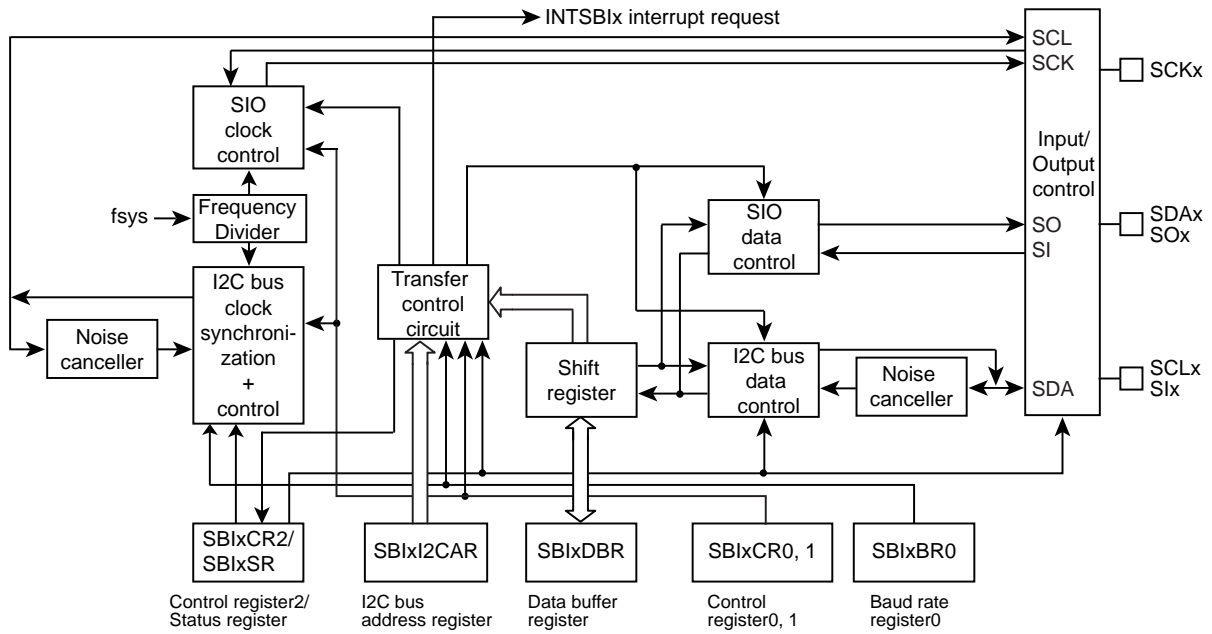 INTSBIx interrupt request
SCL
SCK
SCKx
SIO
clock
control
Input/
Output
control
fsys
Frequency
Divider
SIO
data
control
SO
SI
SDAx
SOx
I2C bus
clock
synchroni-
zation
+
control
Transfer
control
circuit
Noise
canceller
Shift
register
I2C bus
data
control
Noise
canceller
SDA
SCLx
SIx
SBIxCR2/
SBIxSR
SBIxI2CAR
SBIxDBR
SBIxCR0, 1
SBIxBR0
Control register2/
Status register
I2C bus
address register
Data buffer
register
Control
register0, 1
Baud rate
register0